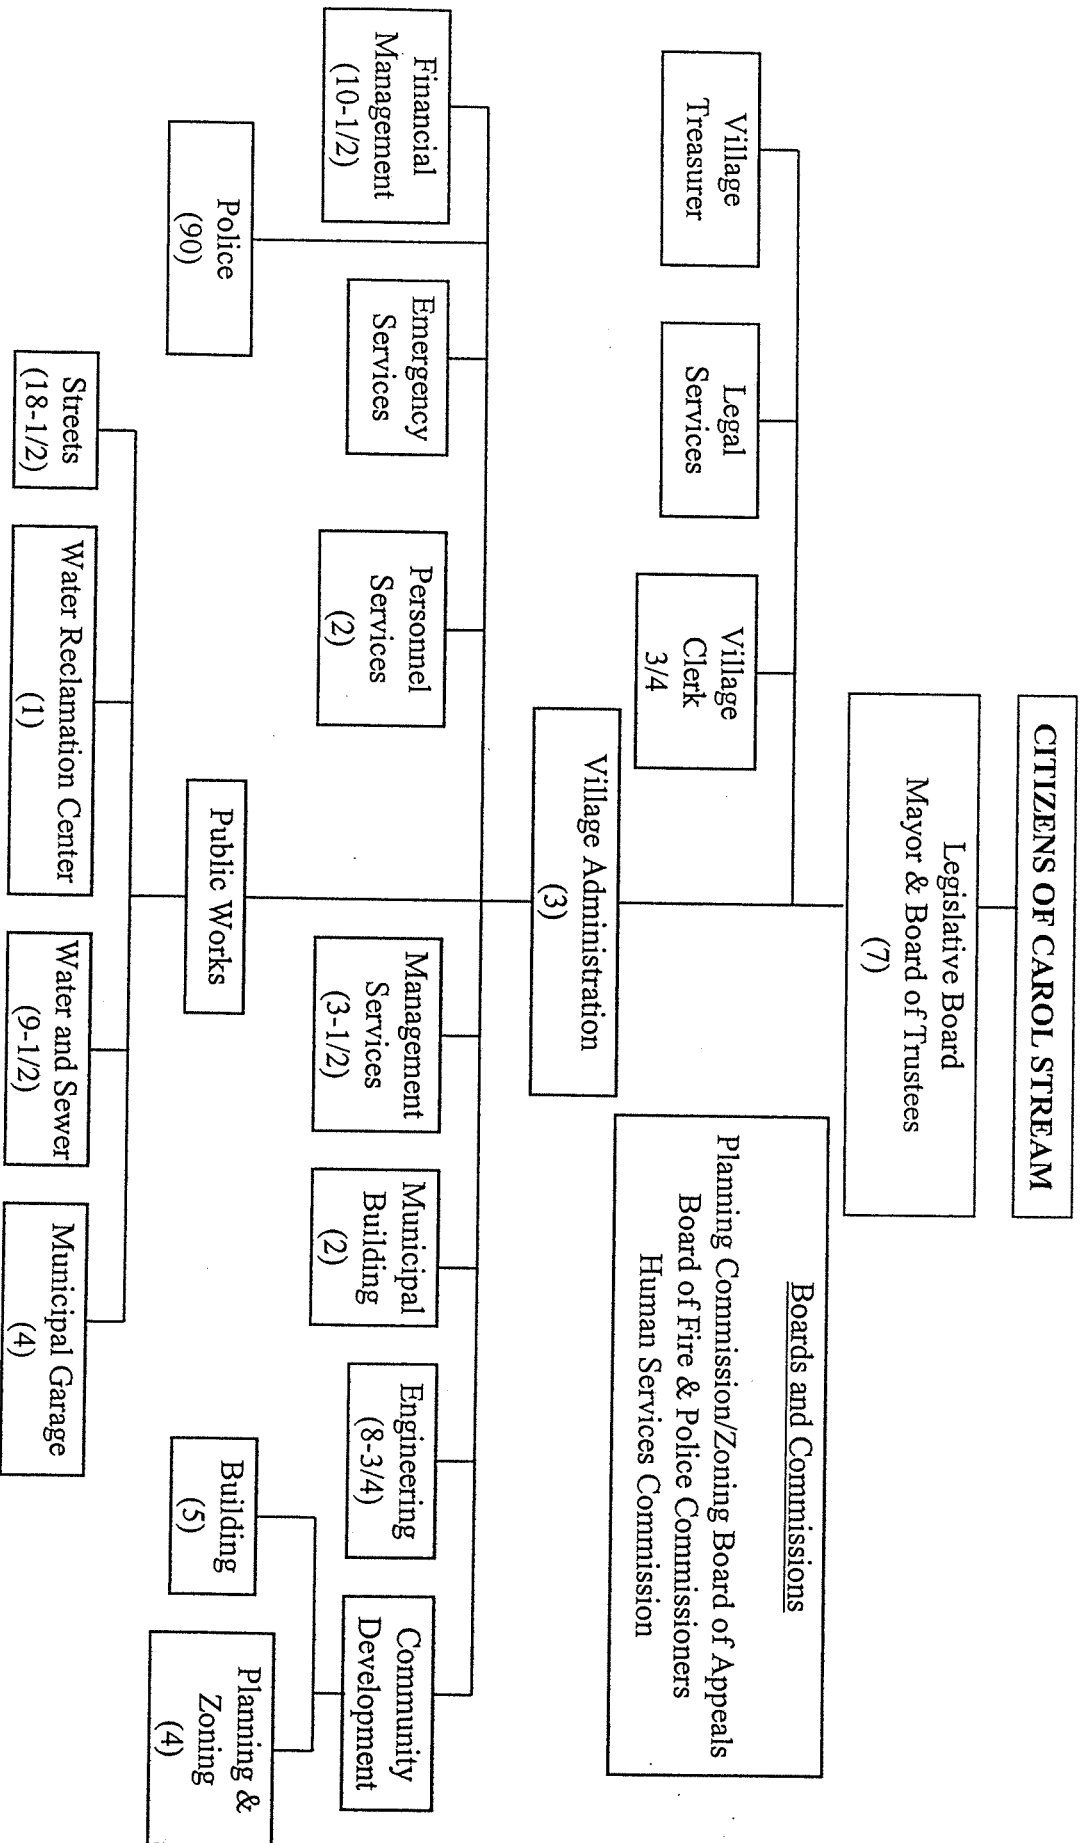 CITIZENS OF CAROL STREAM
Legislative Board
Mayor & Board of Trustees
(7)
Village
Treasurer
Legal
Services
Village
Clerk
3/4
Boards and Commissions
Planning Commission/Zoning Board of Appeals
Board of Fire & Police Commissioners
Human Services Commission
Village Administration
(3)
Financial
Management
(10-1/2)
Emergency
Services
Personnel
Services
(2)
Management
Services
(3-1/2)
Municipal
Building
(2)
Engineering
(8-3/4)
Community
Development
Police
(90)
Public Works
Building
(5)
Planning &
Zoning
(4)
Streets
(18-1/2)
Water Reclamation Center
(1)
Water and Sewer
(9-1/2)
Municipal Garage
(4)